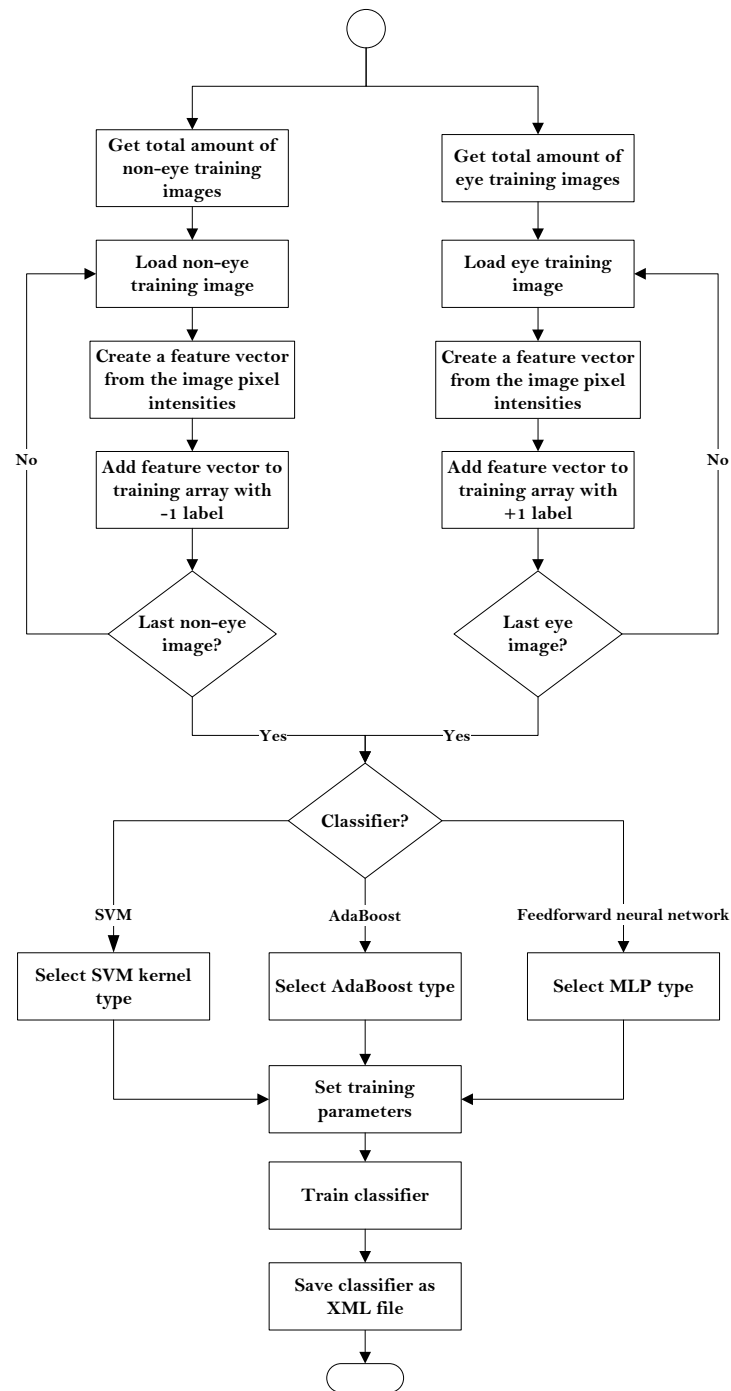 Get total amount of
non-eye training
images
Get total amount of
eye training images
Load non-eye
training image
Load eye training
image
Create a feature vector
from the image pixel
intensities
Create a feature vector
from the image pixel
intensities
No
No
Add feature vector to
training array with
-1 label
Add feature vector to
training array with
+1 label
Last non-eye
image?
Last eye
image?
Yes
Yes
Classifier?
SVM
AdaBoost
Feedforward neural network
Select SVM kernel
type
Select AdaBoost type
Select MLP type
Set training
parameters
Train classifier
Save classifier as
XML file